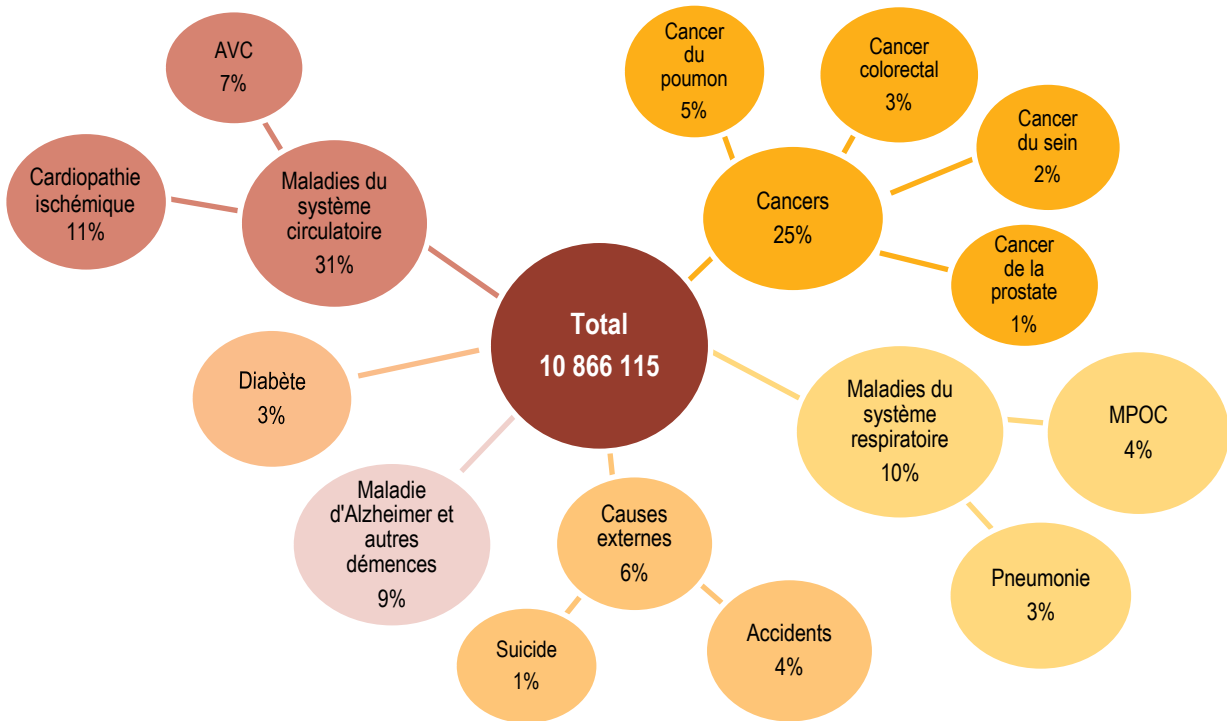 AVC
7%
Cardiopathie
ischémique
11%
Maladies du
système
circulatoire
31%
Cancer
du
poumon
5%
Cancer
colorectal
3%
Cancer
du sein
2%
Cancers
25%
Cancer
de la
prostate
1%
Total
10 866 115
Diabète
3%
Maladies du
système
respiratoire
10%
MPOC
4%
Pneumonie
3%
Maladie
d'Alzheimer et
autres
démences
9%
Causes
externes
6%
Suicide
1%
Accidents
4%